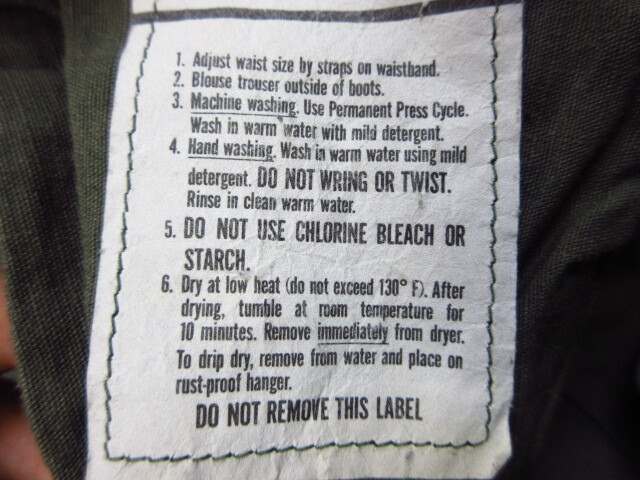 1. Adjust waist size by straps on waistband.
2. Blouse trouser outside of boots.
3. Machine washing. Use Permanent Press Cycle.
Wash in warm water with mild detergent.
4. Hand washing. Wash in warm water using mild
detergent. DO NOT WRING OR TWIST.
Rinse in clean warm water.
5. DO NOT USE CHLORINE BLEACH OR
STARCH.
6. Dry at low heat (do not exceed 130° F). After
drying, tumble at room temperature for
10 minutes. Remove immediately from dryer.
To drip dry, remove from water and place on
rust-proof hanger.
DO NOT REMOVE THIS LABEL